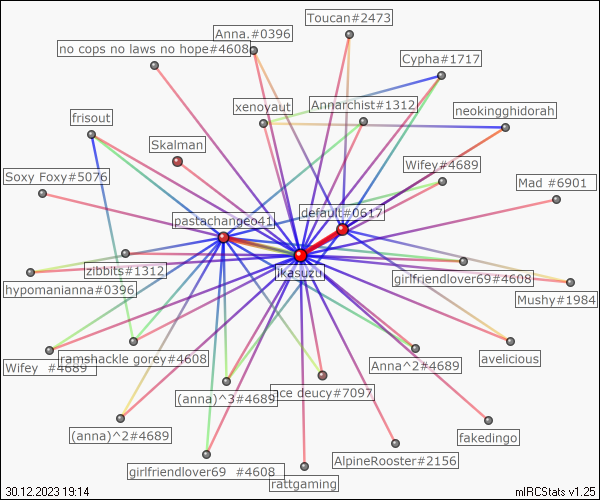 Toucan#2473
Anna.#0396
no cops no laws no hope#4608
Cypha#1717
xenoyaut
Annarchist#1312
neokingghidorah
frisout
Skalman
Wifey#4689
Soxy Foxy#5076
Mad #6901
pastachangeo41
default#0617
zibbits#1312
jkasuzu
girlfriendlover69#4608
hypomanianna#0396
Mushy#1984
Wifey #4689
ramshackle gorey#4608
Anna^2#4689
avelicious
(anna)^3#4689
deucy#7097
(anna)^2#4689
fakedingo
girlfriendlover69 #4608
AlpineRooster#2156
rattgaming
30.12.2023 19:14
mIRCStats v1.25